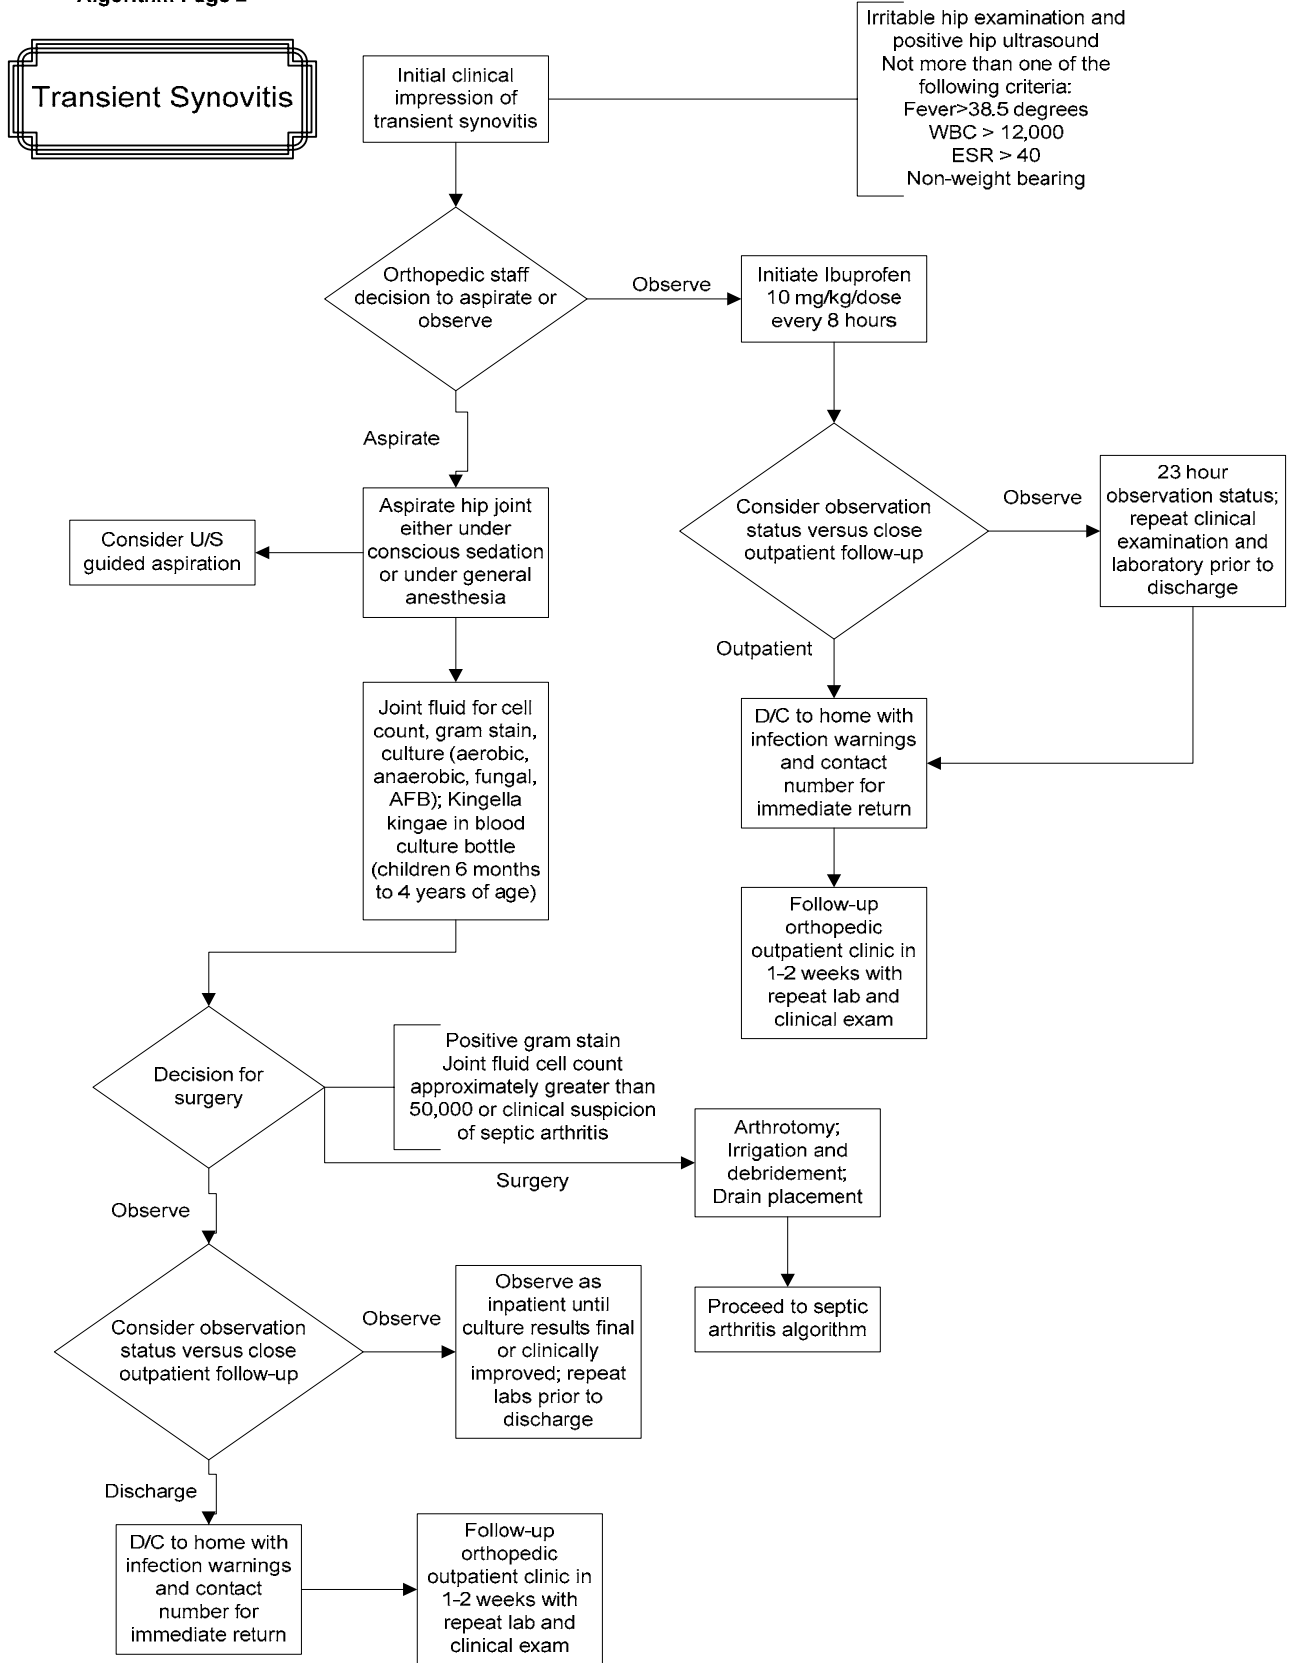 Transient Synovitis
Initial clinical
impression of
transient synovitis
Irritable hip examination and
positive hip ultrasound
Not more than one of the
following criteria:
Fever>38.5 degrees
WBC > 12,000
ESR > 40
Non-weight bearing
Orthopedic staff
decision to aspirate or
observe
Observe
Initiate Ibuprofen
10 mg/kg/dose
every 8 hours
Aspirate
Aspirate hip joint
either under
conscious sedation
or under general
anesthesia
Consider U/S
guided aspiration
Consider observation
status versus close
outpatient follow-up
Observe
23 hour
observation status;
repeat clinical
examination and
laboratory prior to
discharge
Outpatient
D/C to home with
infection warnings
and contact
number for
immediate return
Follow-up
orthopedic
outpatient clinic in
1-2 weeks with
repeat lab and
clinical exam
Joint fluid for cell
count, gram stain,
culture (aerobic,
anaerobic, fungal,
AFB); Kingella
kingae in blood
culture bottle
(children 6 months
to 4 years of age)
Decision for
surgery
Positive gram stain
Joint fluid cell count
approximately greater than
50,000 or clinical suspicion
of septic arthritis
Surgery
Arthrotomy;
Irrigation and
debridement;
Drain placement
Proceed to septic
arthritis algorithm
Observe
Consider observation
status versus close
outpatient follow-up
Observe
Observe as
inpatient until
culture results final
or clinically
improved; repeat
labs prior to
discharge
Discharge
D/C to home with
infection warnings
and contact
number for
immediate return
Follow-up
orthopedic
outpatient clinic in
1-2 weeks with
repeat lab and
clinical exam